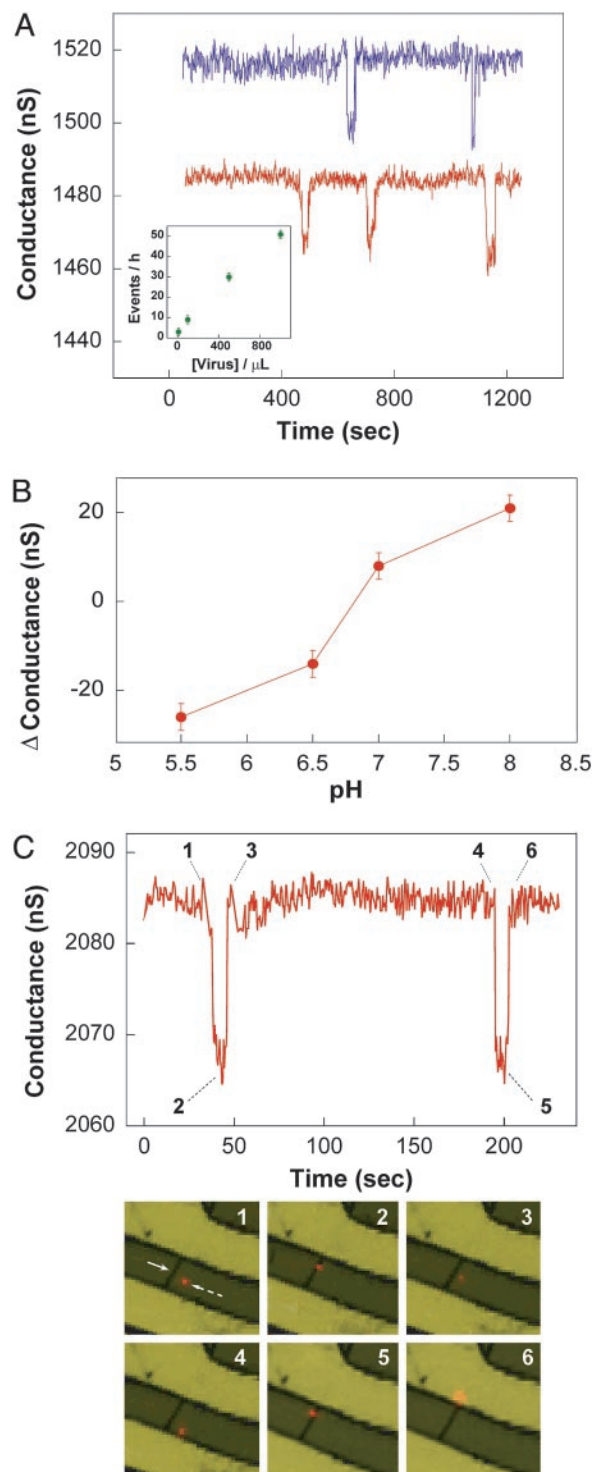 A
Conductance (nS)
1520
1500
1480
1460
1440
Events / h
50
30
10
0
0 400 800
[Virus] / µL
0 400 800 1200
Time (sec)
B
Δ Conductance (nS)
20
0
-20
5 5.5 6 6.5 7 7.5 8 8.5
pH
C
Conductance (nS)
2090
2080
2070
2060
1 3 4 6
2 5
0 50 100 150 200
Time (sec)
1 2 3
4 5 6